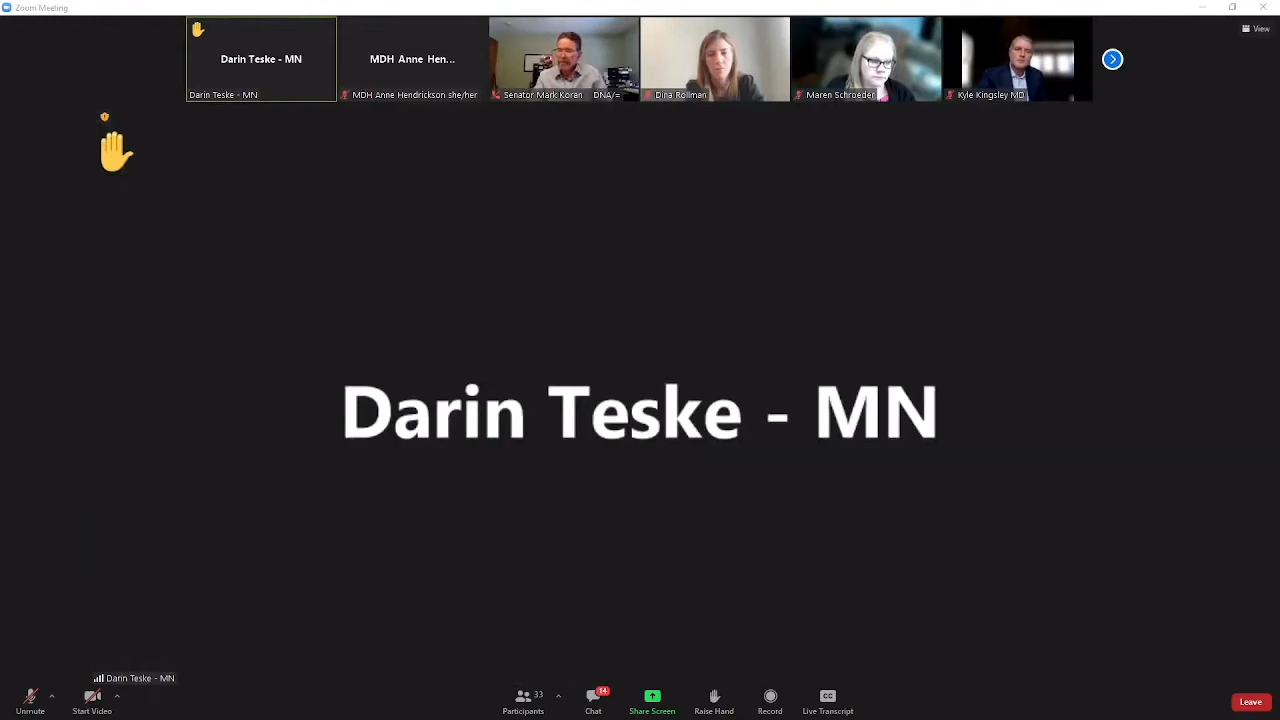 Zoom Meeting
View
Darin Teske - MN
Darin Teske - MN
MDH Anne Hen...
MDH Anne Hendrickson she/her
Senator Mark Koran DNA/=
Dina Rollman
Maren Schroeder
Kyle Kingsley MD
Darin Teske - MN
Darin Teske - MN
Unmute
Start Video
33
Participants
14
Chat
Share Screen
Raise Hand
Record
CC
Live Transcript
Leave